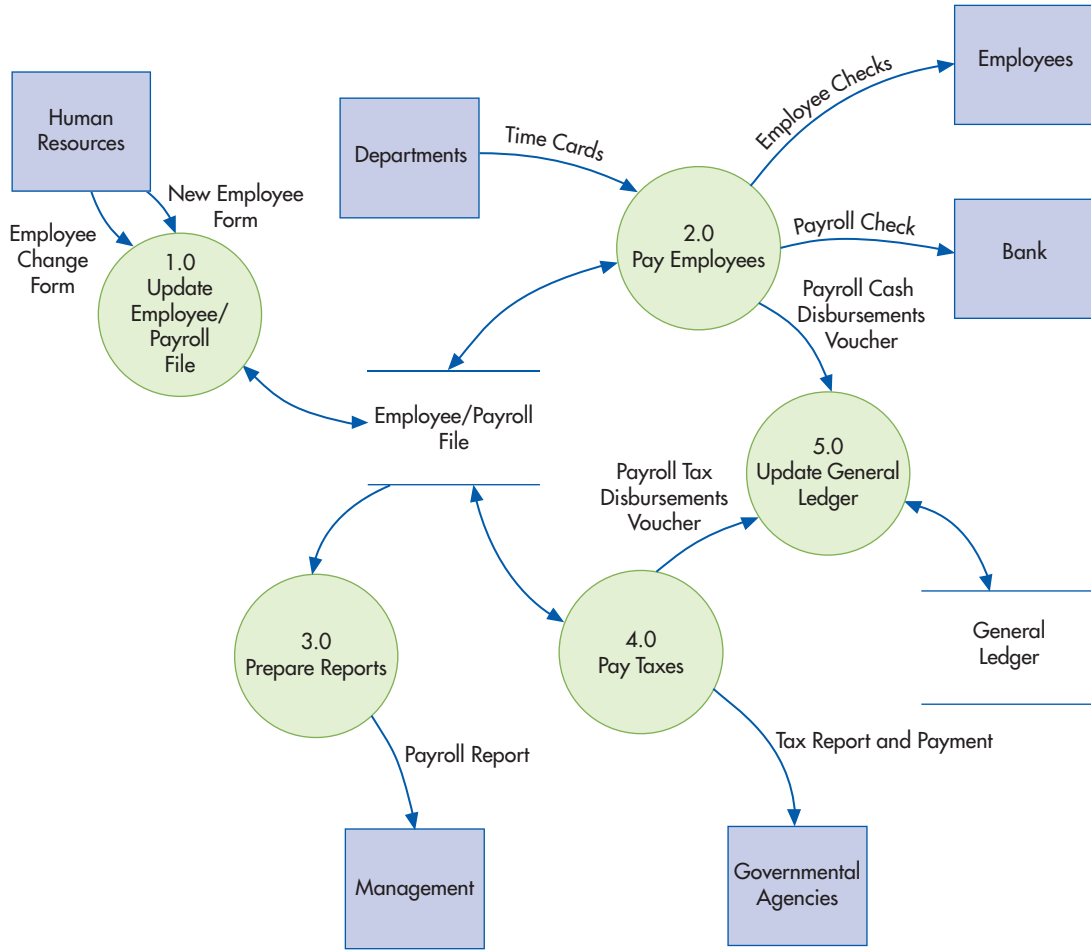 Human
Resources
New Employee
Form
Employee
Change
Form
1.0
Update
Employee/
Payroll
File
Departments
Time Cards
Employee Checks
Employees
2.0
Pay Employees
Payroll Check
Bank
Payroll Cash
Disbursements
Voucher
Employee/Payroll
File
5.0
Update General
Ledger
Payroll Tax
Disbursements
Voucher
General
Ledger
3.0
Prepare Reports
4.0
Pay Taxes
Payroll Report
Tax Report and Payment
Management
Governmental
Agencies